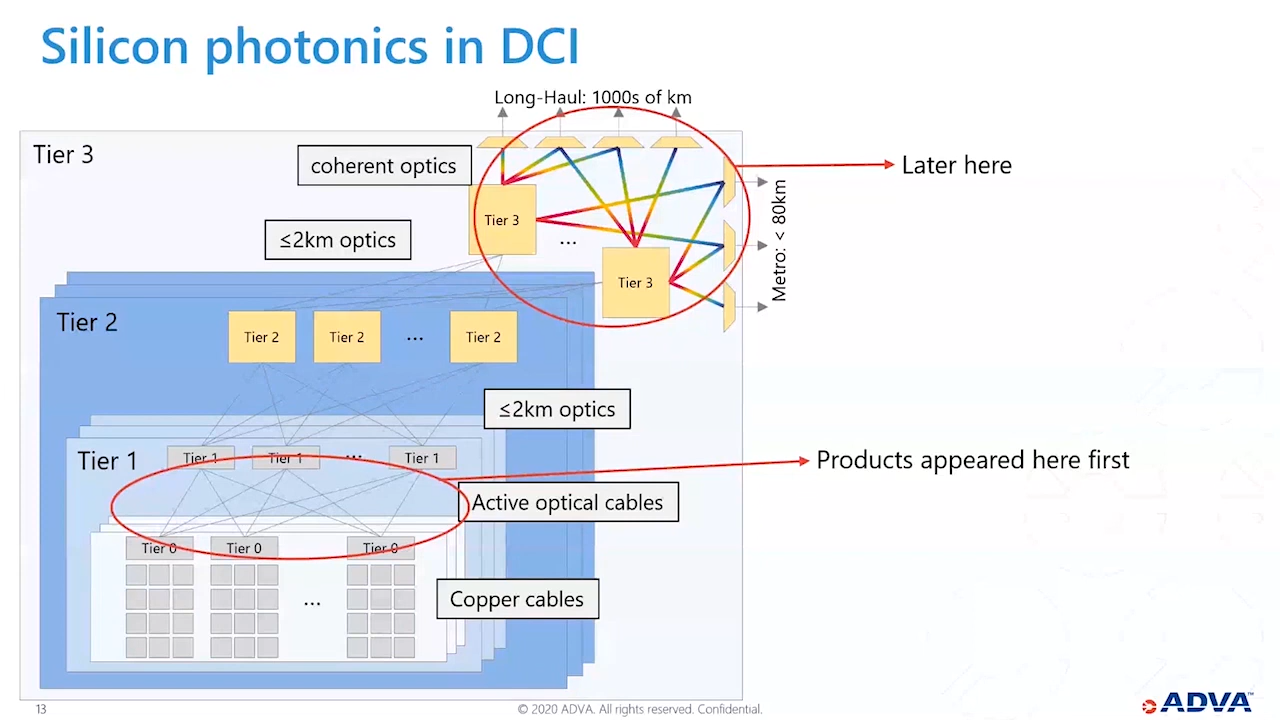 Silicon photonics in DCI
Long-Haul: 1000s of km
Tier 3
coherent optics
Later here
Tier 3
≤2km optics
...
Metro: < 80km
Tier 3
Tier 2
Tier 2
Tier 2
...
Tier 2
≤2km optics
Tier 1
Tier 1
Tier 1
...
Tier 1
Products appeared here first
Active optical cables
Tier 0
Tier 0
Tier 0
...
Copper cables
13
© 2020 ADVA. All rights reserved. Confidential.
ADVA™